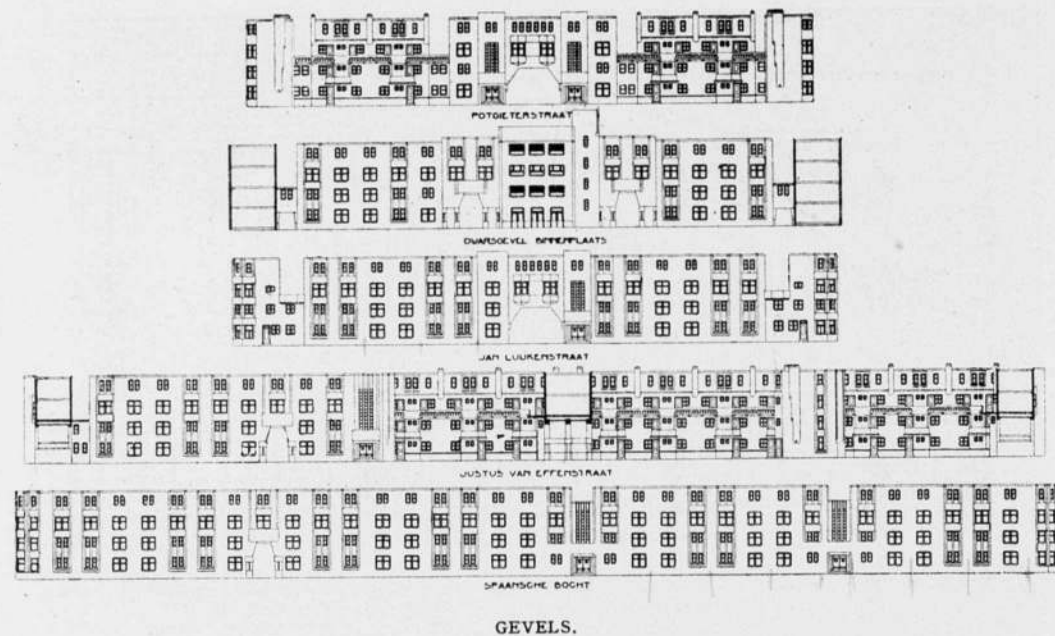 POTGIETERSTRAAT
DWARSGEVEL BINNENPLAATS
JAN LUIJKENSTRAAT
JUSTUS VAN EFFENSTRAAT
SPAANSCHE BOCHT
GEVELS.